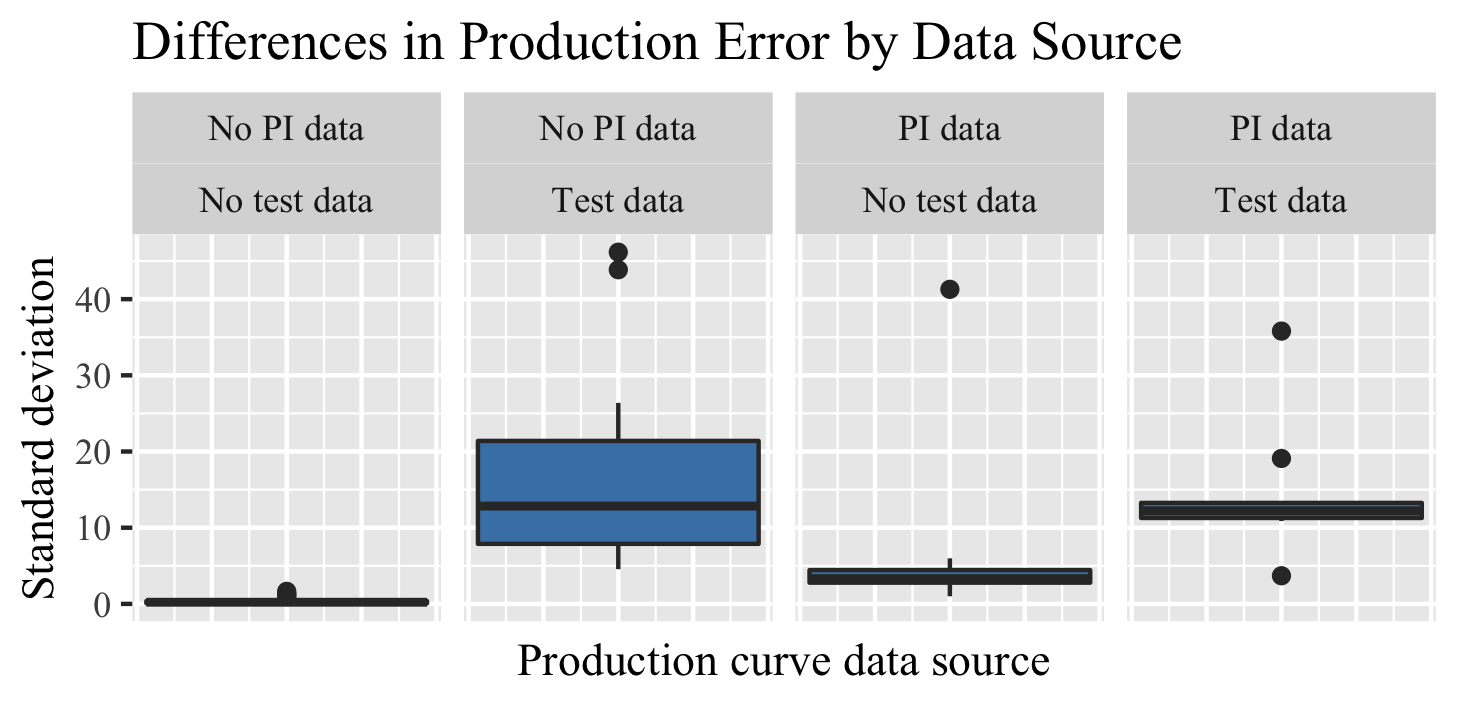 Differences in Production Error by Data Source
No PI data No PI data PI data PI data
No test data Test data No test data Test data
Standard deviation
40
30
20
10
0
Production curve data source